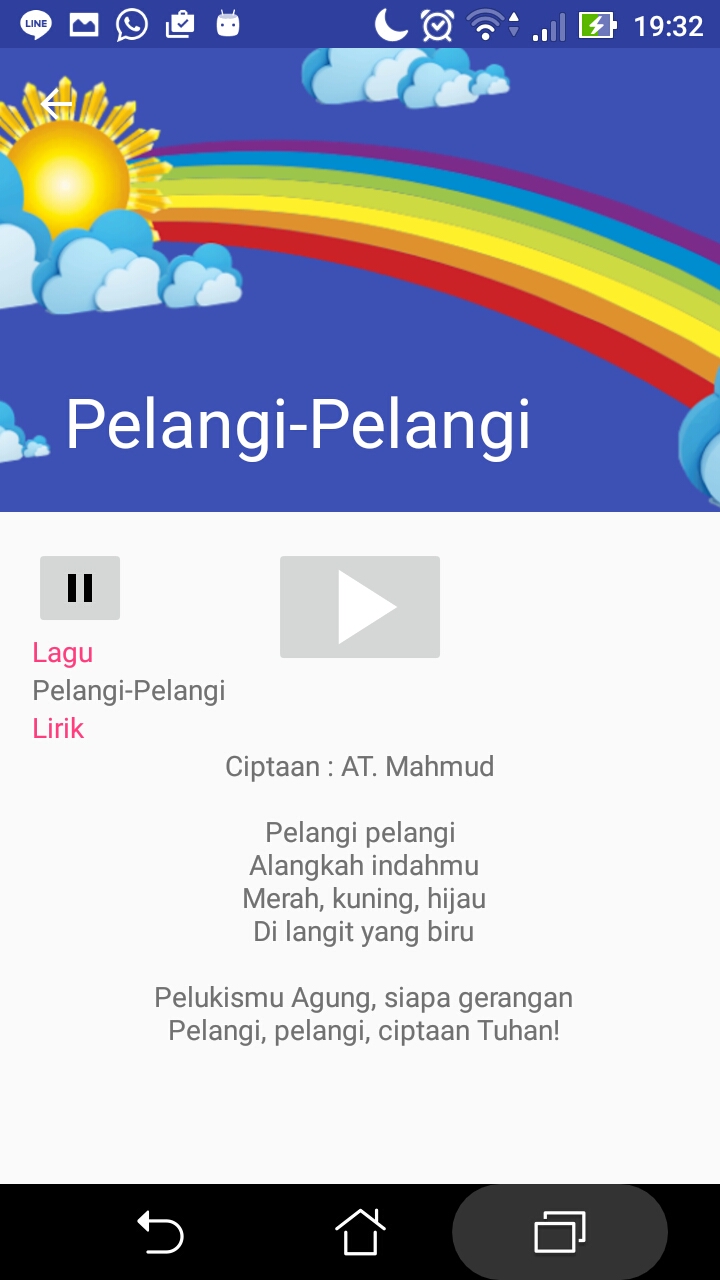 LINE
19:32
Pelangi-Pelangi
Lagu
Pelangi-Pelangi
Lirik
Ciptaan : AT. Mahmud
Pelangi pelangi
Alangkah indahmu
Merah, kuning, hijau
Di langit yang biru
Pelukismu Agung, siapa gerangan
Pelangi, pelangi, ciptaan Tuhan!